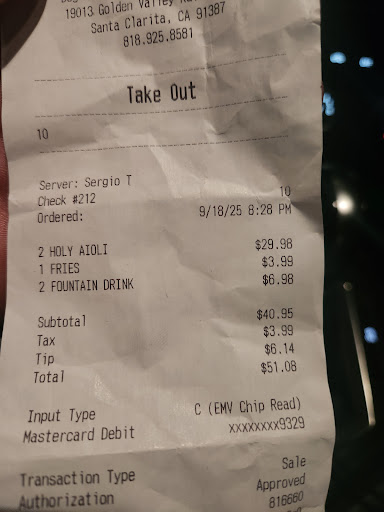 19013 Golden Valley
Santa Clarita, CA 91387
818.925.8581
Take Out
10
Server: Sergio T
Check #212 10
Ordered: 9/18/25 8:28 PM
2 HOLY AIOLI $29.98
1 FRIES $3.99
2 FOUNTAIN DRINK $6.98
Subtotal $40.95
Tax $3.99
Tip $6.14
Total $51.08
Input Type C (EMV Chip Read)
Mastercard Debit xxxxxxxx9329
Transaction Type Sale
Authorization Approved
816660